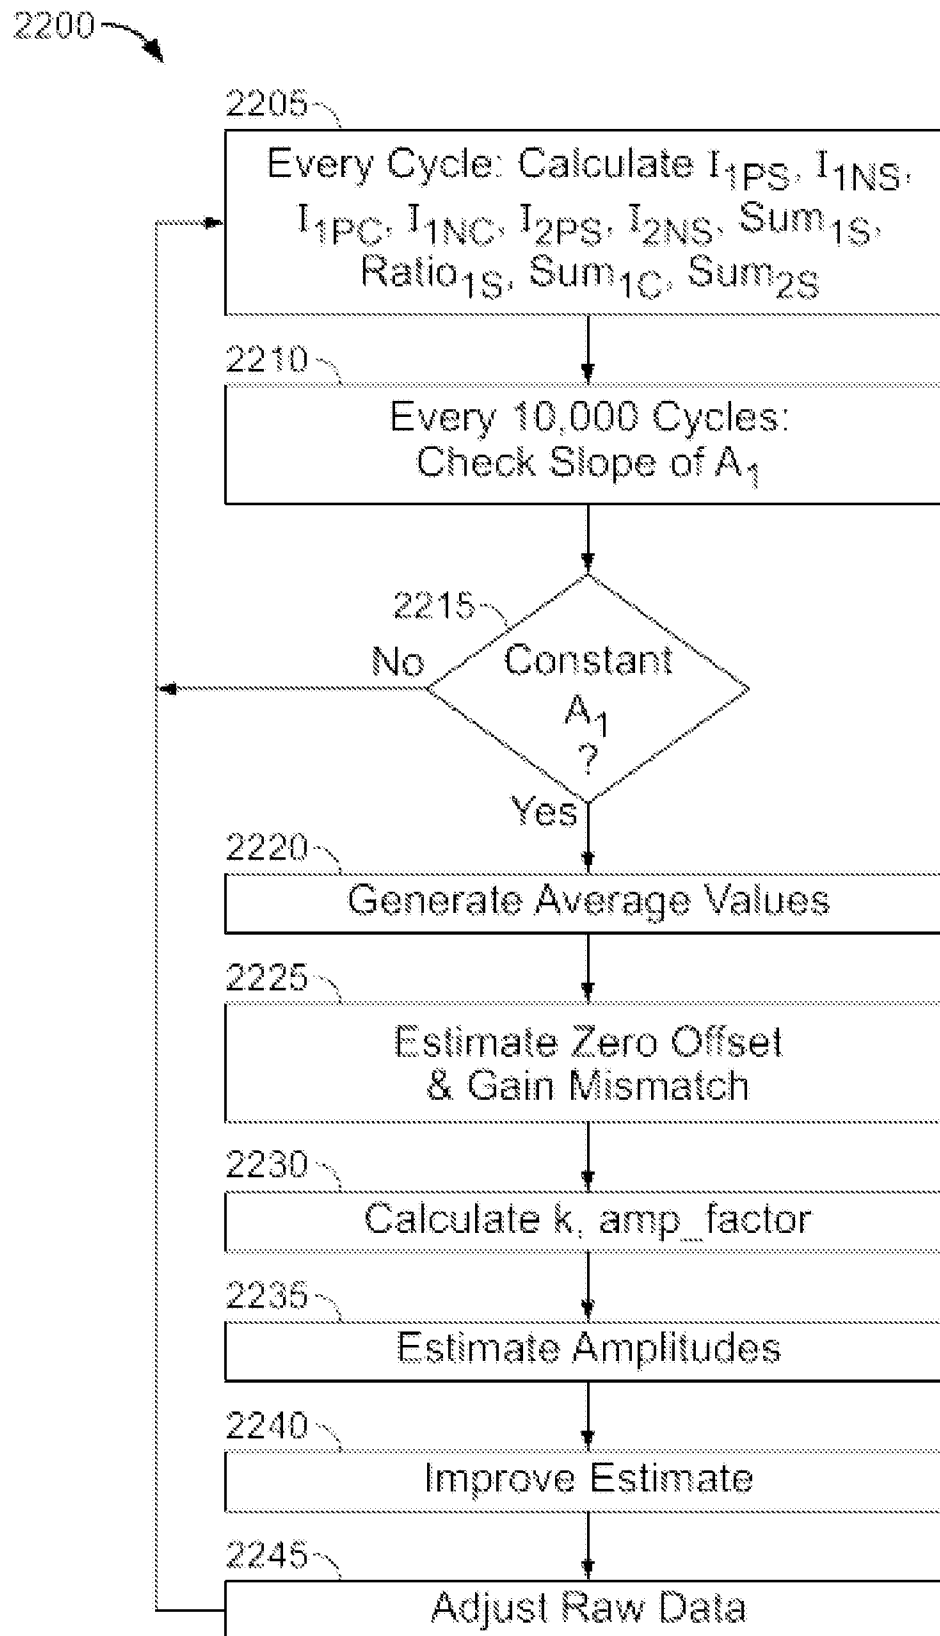 2200
2205
Every Cycle: Calculate I1PS, I1NS,
I1PC, I1NC, I2PS, I2NS, Sum1S,
Ratio1S, Sum1C, Sum2S
2210
Every 10,000 Cycles:
Check Slope of A1
2215
No
Constant
A1
?
Yes
2220
Generate Average Values
2225
Estimate Zero Offset
& Gain Mismatch
2230
Calculate k, amp_factor
2235
Estimate Amplitudes
2240
Improve Estimate
2245
Adjust Raw Data